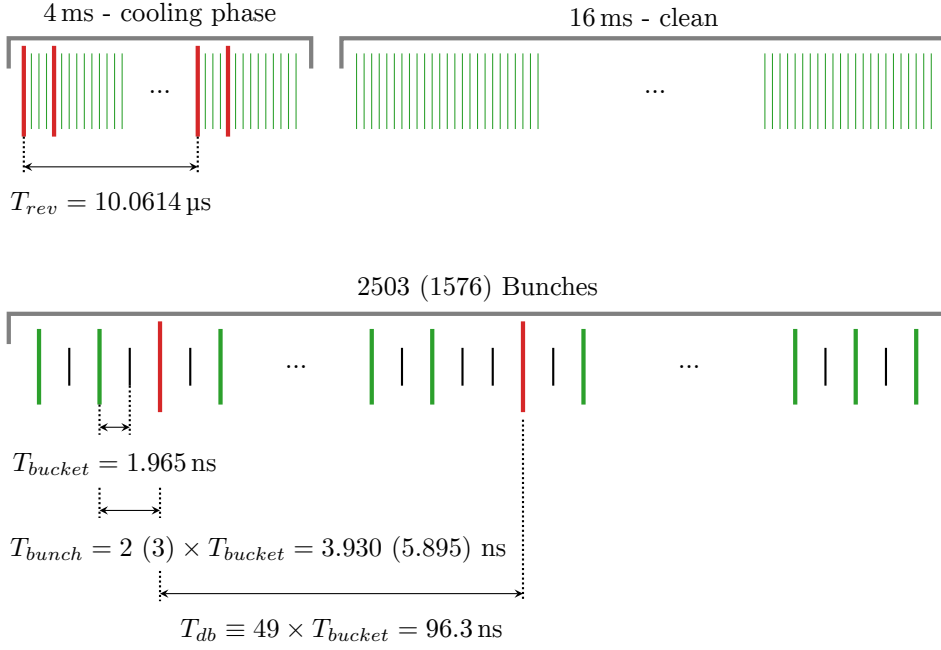 4 ms - cooling phase
16 ms - clean
...
...
T_rev = 10.0614 µs
2503 (1576) Bunches
...
...
T_bucket = 1.965 ns
T_bunch = 2 (3) × T_bucket = 3.930 (5.895) ns
T_db ≡ 49 × T_bucket = 96.3 ns